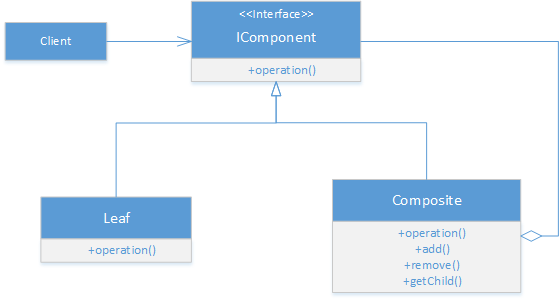 <<Interface>>
Client
IComponent
+operation()
Leaf
+operation()
Composite
+operation()
+add()
+remove()
+getChild()